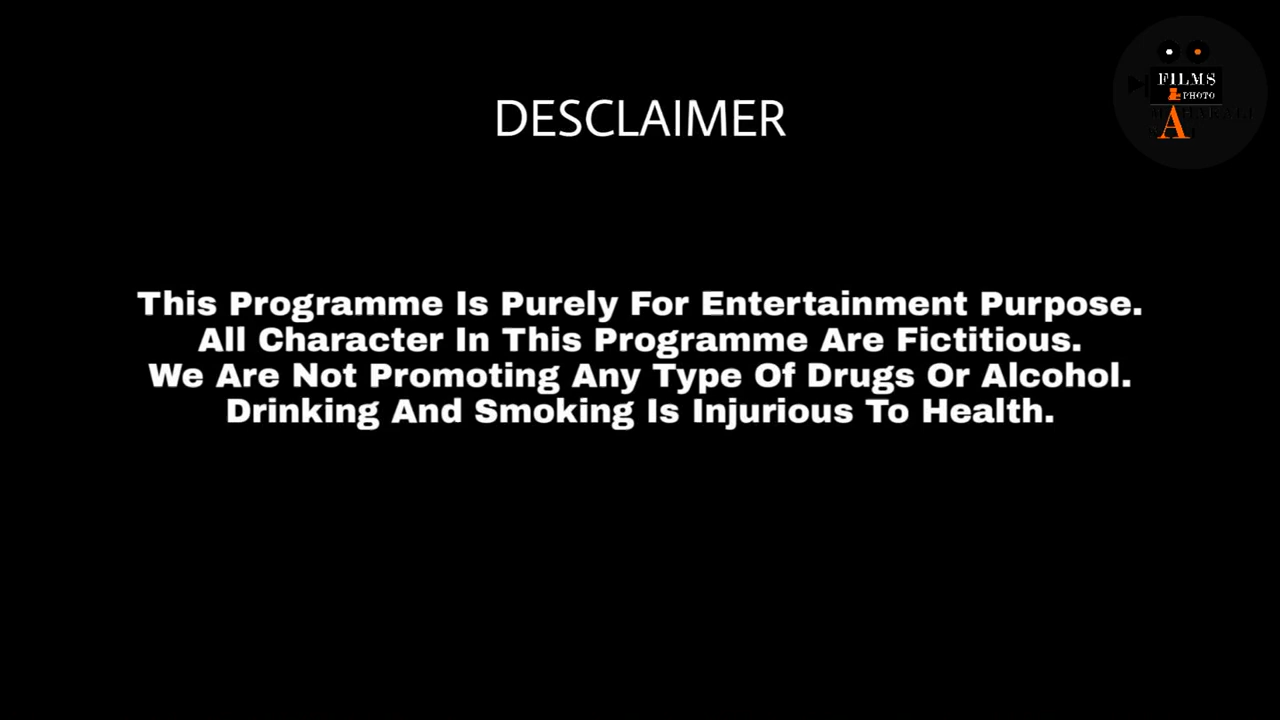 DESCLAIMER
FILMS
PHOTO
A
This Programme Is Purely For Entertainment Purpose.
All Character In This Programme Are Fictitious.
We Are Not Promoting Any Type Of Drugs Or Alcohol.
Drinking And Smoking Is Injurious To Health.